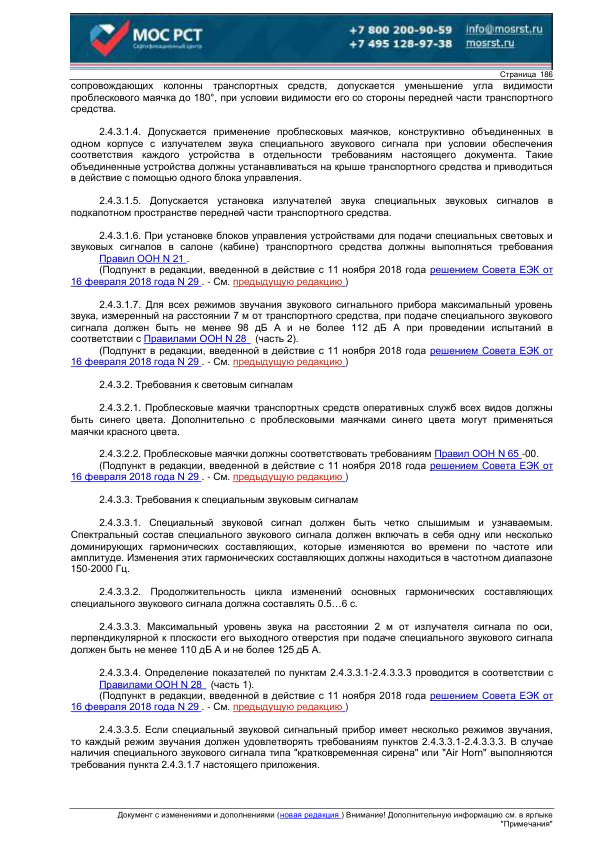 МОС РСТ
Сертификационный центр
+7 800 200-90-59 info@mosrst.ru
+7 495 128-97-38 mosrst.ru
Страница 186
сопровождающих колонны транспортных средств, допускается уменьшение угла видимости
проблескового маячка до 180°, при условии видимости его со стороны передней части транспортного
средства.
2.4.3.1.4. Допускается применение проблесковых маячков, конструктивно объединенных в
одном корпусе с излучателем звука специального звукового сигнала при условии обеспечения
соответствия каждого устройства в отдельности требованиям настоящего документа. Такие
объединенные устройства должны устанавливаться на крыше транспортного средства и приводиться
в действие с помощью одного блока управления.
2.4.3.1.5. Допускается установка излучателей звука специальных звуковых сигналов в
подкапотном пространстве передней части транспортного средства.
2.4.3.1.6. При установке блоков управления устройствами для подачи специальных световых и
звуковых сигналов в салоне (кабине) транспортного средства должны выполняться требования
Правил ООН N 21 .
(Подпункт в редакции, введенной в действие с 11 ноября 2018 года решением Совета ЕЭК от
16 февраля 2018 года N 29 . - См. предыдущую редакцию )
2.4.3.1.7. Для всех режимов звучания звукового сигнального прибора максимальный уровень
звука, измеренный на расстоянии 7 м от транспортного средства, при подаче специального звукового
сигнала должен быть не менее 98 дБ А и не более 112 дБ А при проведении испытаний в
соответствии с Правилами ООН N 28 (часть 2).
(Подпункт в редакции, введенной в действие с 11 ноября 2018 года решением Совета ЕЭК от
16 февраля 2018 года N 29 . - См. предыдущую редакцию )
2.4.3.2. Требования к световым сигналам
2.4.3.2.1. Проблесковые маячки транспортных средств оперативных служб всех видов должны
быть синего цвета. Дополнительно с проблесковыми маячками синего цвета могут применяться
маячки красного цвета.
2.4.3.2.2. Проблесковые маячки должны соответствовать требованиям Правил ООН N 65 -00.
(Подпункт в редакции, введенной в действие с 11 ноября 2018 года решением Совета ЕЭК от
16 февраля 2018 года N 29 . - См. предыдущую редакцию )
2.4.3.3. Требования к специальным звуковым сигналам
2.4.3.3.1. Специальный звуковой сигнал должен быть четко слышимым и узнаваемым.
Спектральный состав специального звукового сигнала должен включать в себя одну или несколько
доминирующих гармонических составляющих, которые изменяются во времени по частоте или
амплитуде. Изменения этих гармонических составляющих должны находиться в частотном диапазоне
150-2000 Гц.
2.4.3.3.2. Продолжительность цикла изменений основных гармонических составляющих
специального звукового сигнала должна составлять 0.5…6 с.
2.4.3.3.3. Максимальный уровень звука на расстоянии 2 м от излучателя сигнала по оси,
перпендикулярной к плоскости его выходного отверстия при подаче специального звукового сигнала
должен быть не менее 110 дБ А и не более 125 дБ А.
2.4.3.3.4. Определение показателей по пунктам 2.4.3.3.1-2.4.3.3.3 проводится в соответствии с
Правилами ООН N 28 (часть 1).
(Подпункт в редакции, введенной в действие с 11 ноября 2018 года решением Совета ЕЭК от
16 февраля 2018 года N 29 . - См. предыдущую редакцию )
2.4.3.3.5. Если специальный звуковой сигнальный прибор имеет несколько режимов звучания,
то каждый режим звучания должен удовлетворять требованиям пунктов 2.4.3.3.1-2.4.3.3.3. В случае
наличия специального звукового сигнала типа "кратковременная сирена" или "Air Horn" выполняются
требования пункта 2.4.3.1.7 настоящего приложения.
Документ с изменениями и дополнениями (новая редакция ) Внимание! Дополнительную информацию см. в ярлыке
"Примечания"